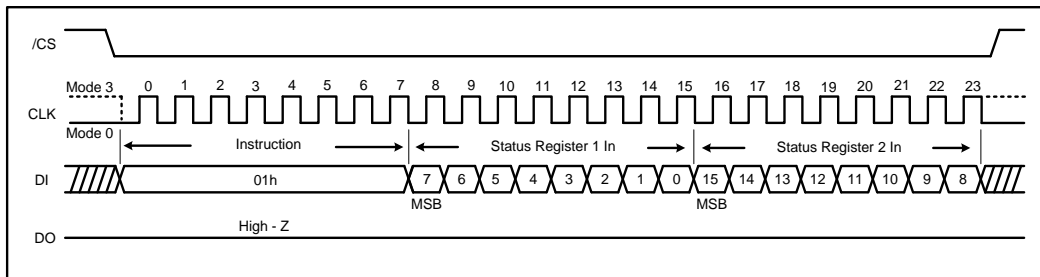 /CS
Mode 3 0 1 2 3 4 5 6 7 8 9 10 11 12 13 14 15 16 17 18 19 20 21 22 23
CLK
Mode 0
Instruction Status Register 1 In Status Register 2 In
DI 01h 7 6 5 4 3 2 1 0 15 14 13 12 11 10 9 8
MSB MSB
High - Z
DO